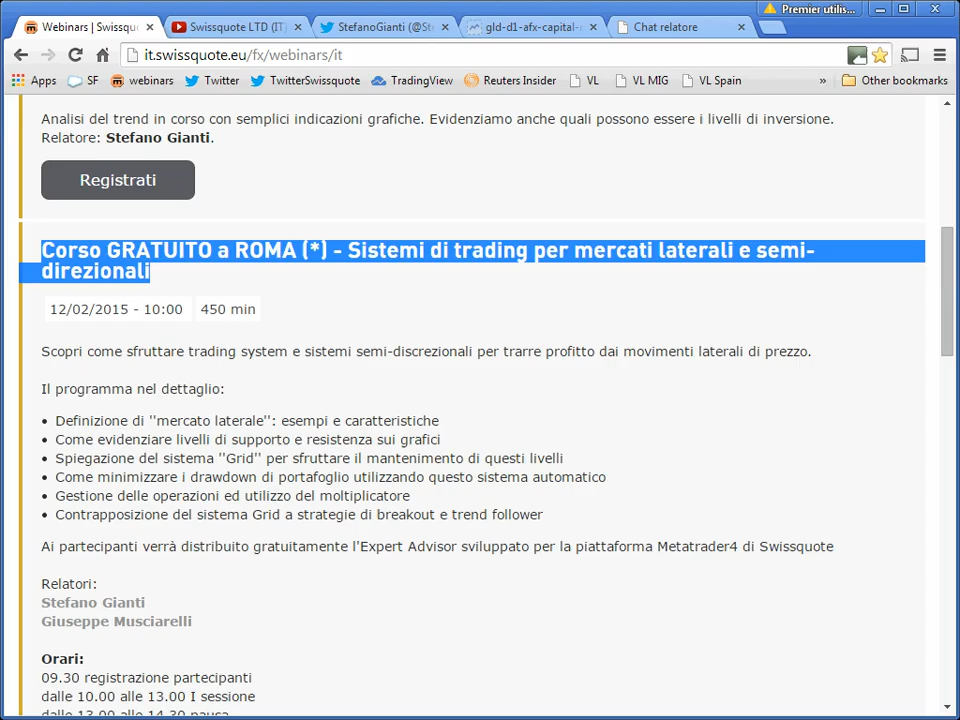 Premier utilis...
Webinars | Swissqu
Swissquote LTD (IT
StefanoGianti (@St
gld-d1-afx-capital-
Chat relatore
it.swissquote.eu/fx/webinars/it
Apps
SF
webinars
Twitter
TwitterSwissquote
TradingView
Reuters Insider
VL
VL MIG
VL Spain
»
Other bookmarks
Analisi del trend in corso con semplici indicazioni grafiche. Evidenziamo anche quali possono essere i livelli di inversione.
Relatore: Stefano Gianti.
Registrati
Corso GRATUITO a ROMA (*) - Sistemi di trading per mercati laterali e semi-
direzionali
12/02/2015 - 10:00 450 min
Scopri come sfruttare trading system e sistemi semi-discrezionali per trarre profitto dai movimenti laterali di prezzo.
Il programma nel dettaglio:
• Definizione di "mercato laterale": esempi e caratteristiche
• Come evidenziare livelli di supporto e resistenza sui grafici
• Spiegazione del sistema "Grid" per sfruttare il mantenimento di questi livelli
• Come minimizzare i drawdown di portafoglio utilizzando questo sistema automatico
• Gestione delle operazioni ed utilizzo del moltiplicatore
• Contrapposizione del sistema Grid a strategie di breakout e trend follower
Ai partecipanti verrà distribuito gratuitamente l'Expert Advisor sviluppato per la piattaforma Metatrader4 di Swissquote
Relatori:
Stefano Gianti
Giuseppe Musciarelli
Orari:
09.30 registrazione partecipanti
dalle 10.00 alle 13.00 I sessione
dalle 13.00 alle 14.30 pausa